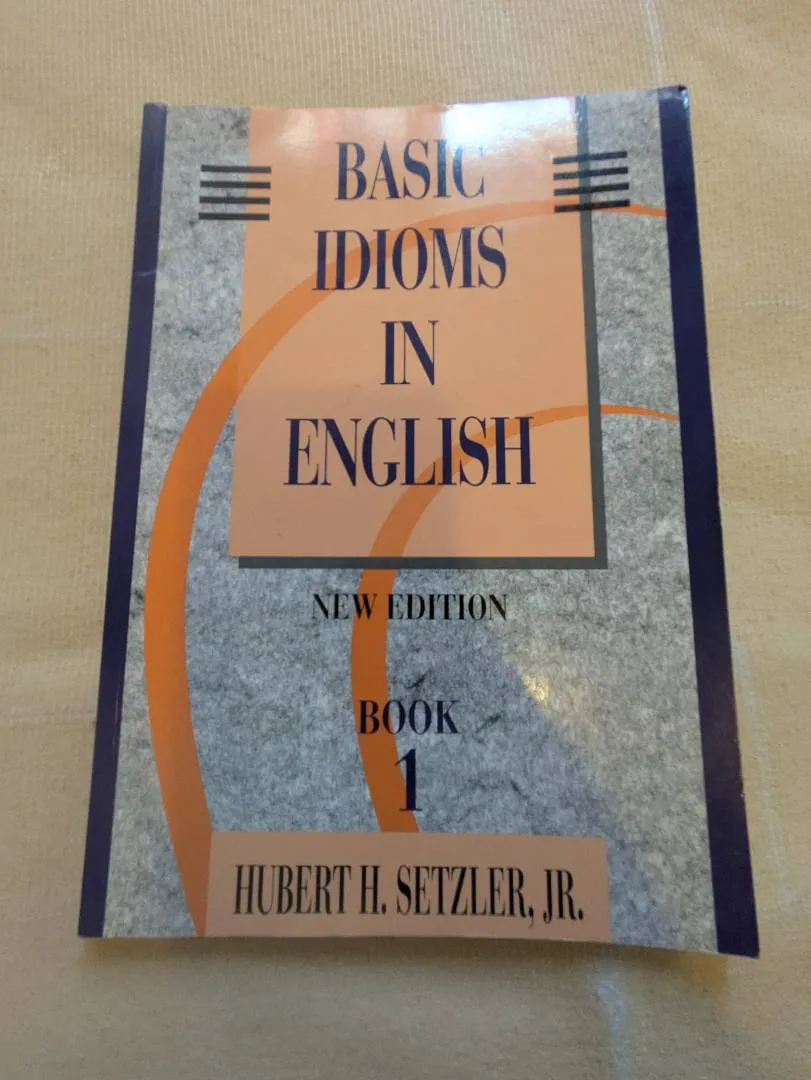 BASIC
IDIOMS
IN
ENGLISH
NEW EDITION
BOOK
1
HUBERT H. SETZLER, JR.